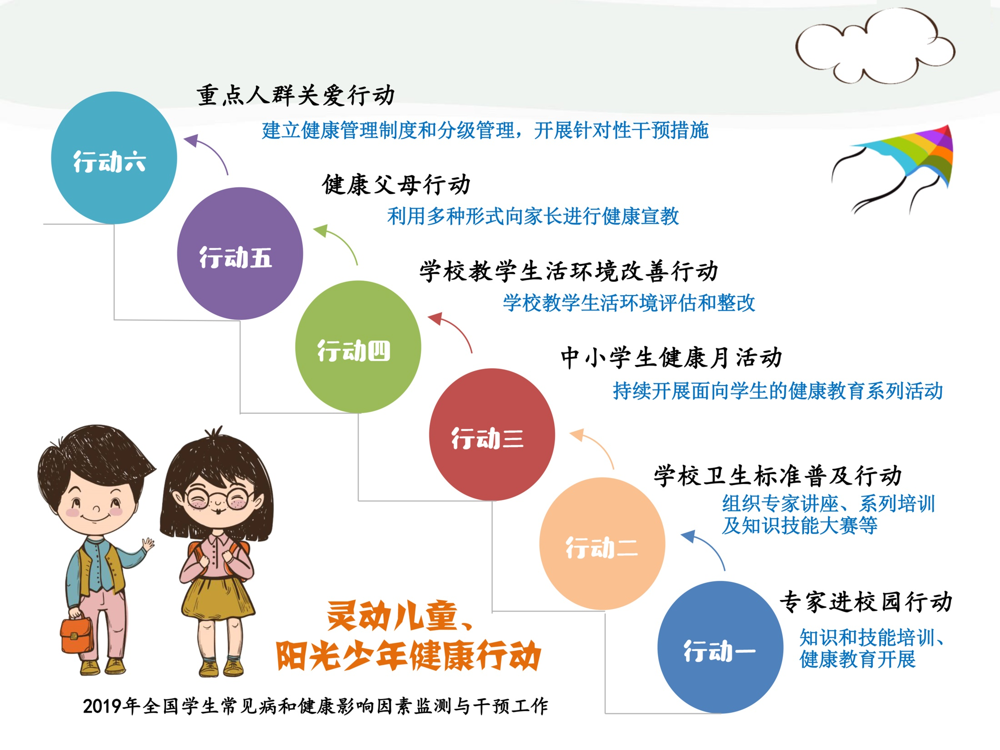 重点人群关爱行动
建立健康管理制度和分级管理，开展针对性干预措施
行动六
健康父母行动
利用多种形式向家长进行健康宣教
行动五
学校教学生活环境改善行动
学校教学生活环境评估和整改
行动四
中小学生健康月活动
持续开展面向学生的健康教育系列活动
行动三
学校卫生标准普及行动
组织专家讲座、系列培训
及知识技能大赛等
行动二
专家进校园行动
知识和技能培训、
健康教育开展
行动一
灵动儿童、
阳光少年健康行动
2019年全国学生常见病和健康影响因素监测与干预工作